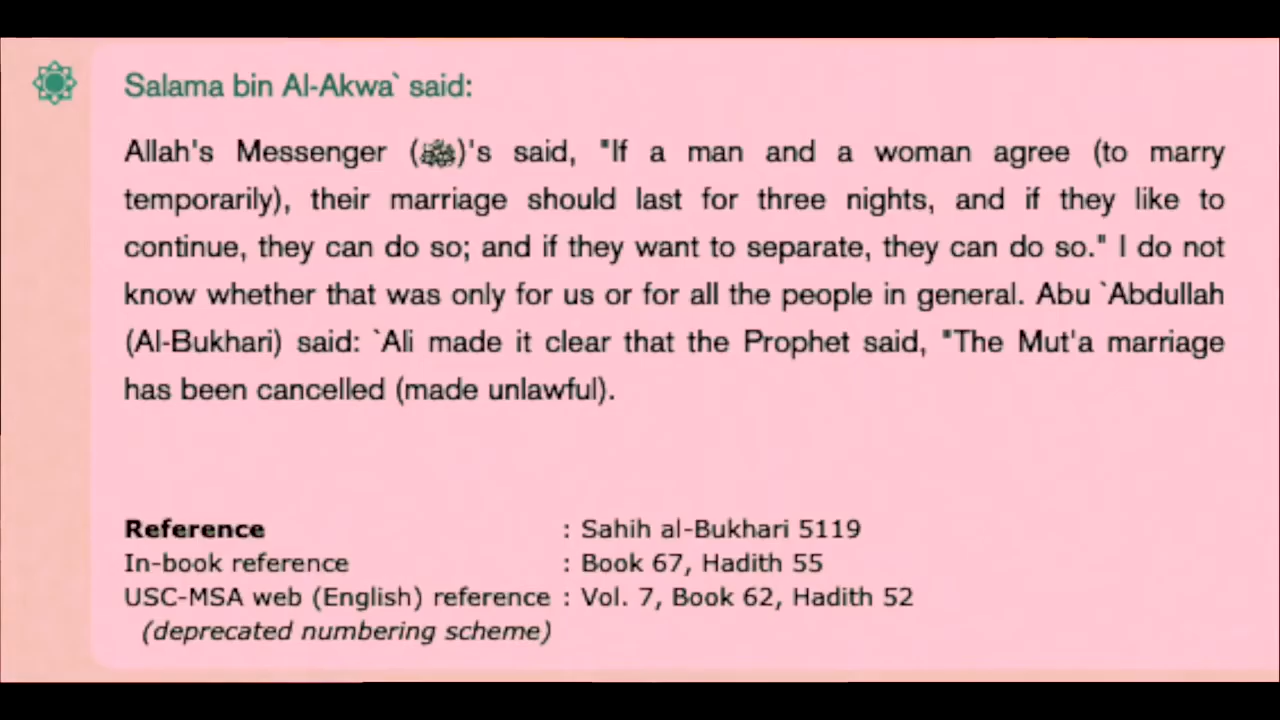 Salama bin Al-Akwa` said:
Allah's Messenger (ﷺ)'s said, "If a man and a woman agree (to marry
temporarily), their marriage should last for three nights, and if they like to
continue, they can do so; and if they want to separate, they can do so." I do not
know whether that was only for us or for all the people in general. Abu `Abdullah
(Al-Bukhari) said: `Ali made it clear that the Prophet said, "The Mut'a marriage
has been cancelled (made unlawful).
Reference : Sahih al-Bukhari 5119
In-book reference : Book 67, Hadith 55
USC-MSA web (English) reference : Vol. 7, Book 62, Hadith 52
(deprecated numbering scheme)